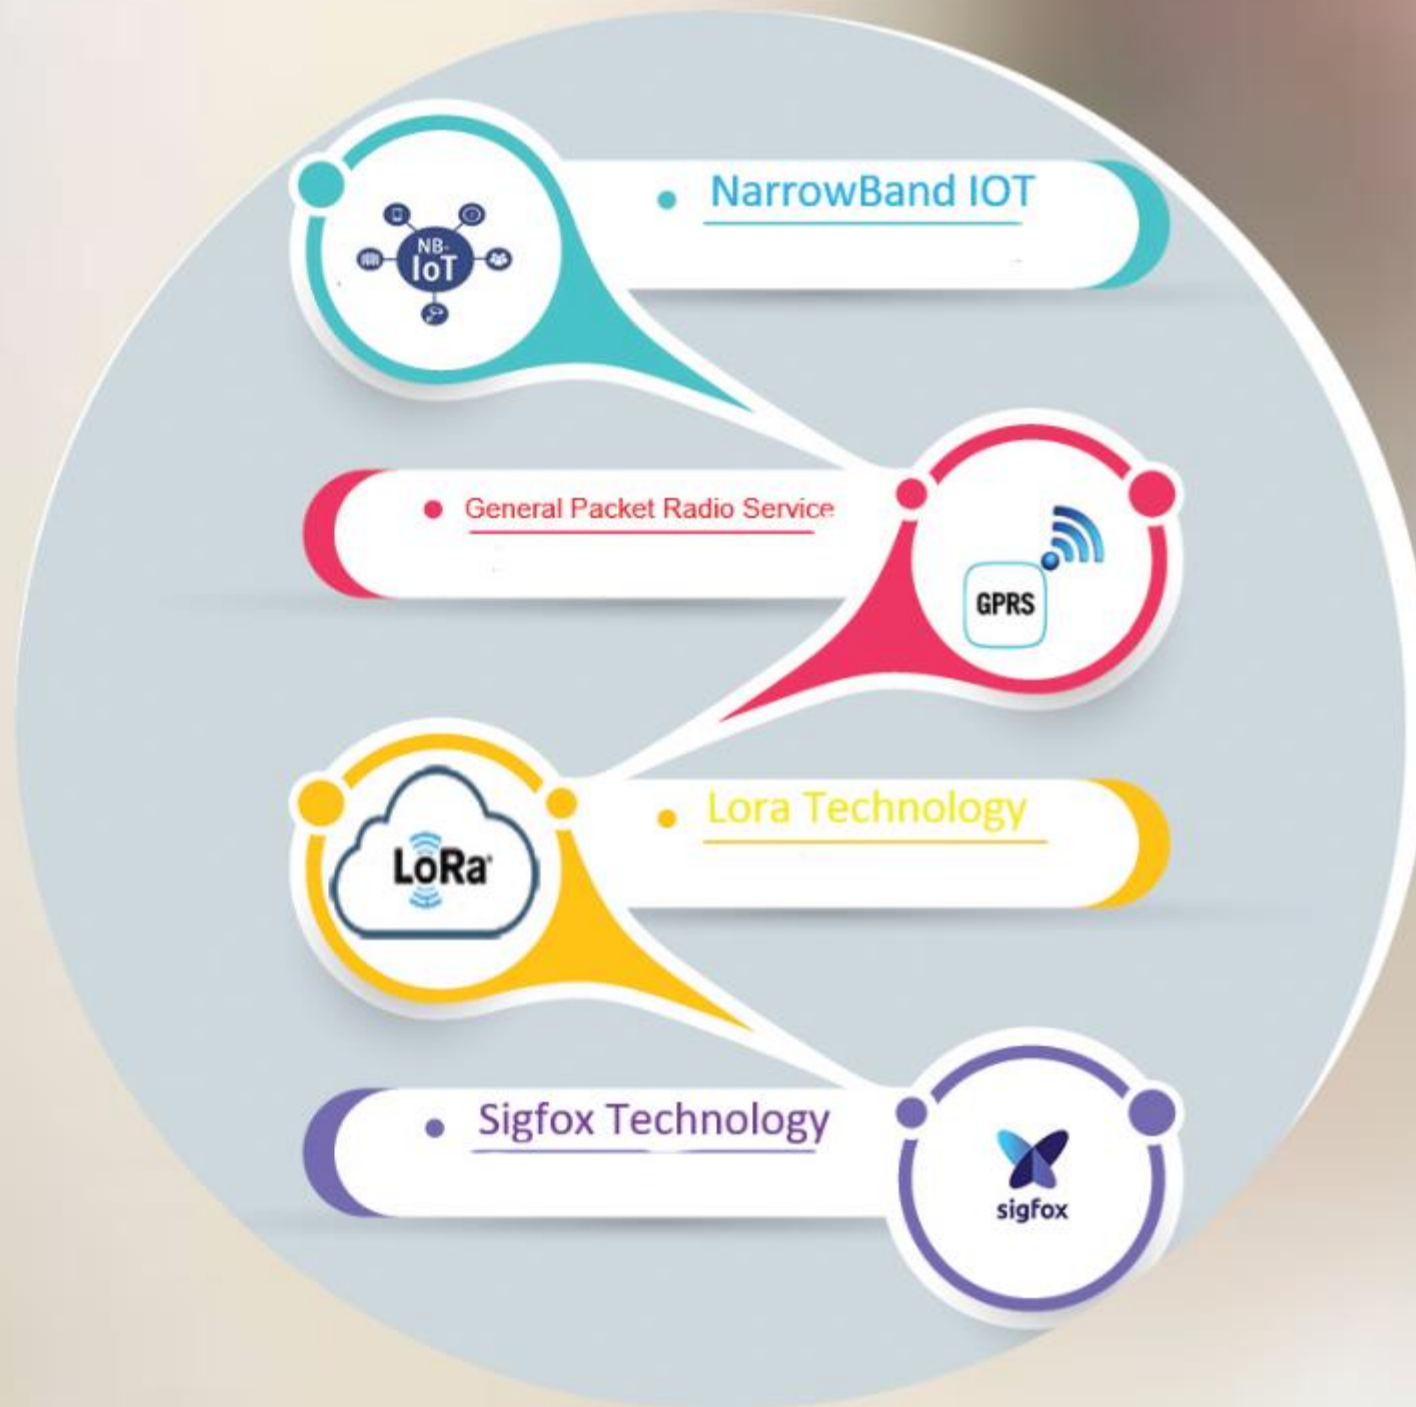 NarrowBand IOT
NB-
IoT
General Packet Radio Service
GPRS
Lora Technology
LoRa
Sigfox Technology
sigfox